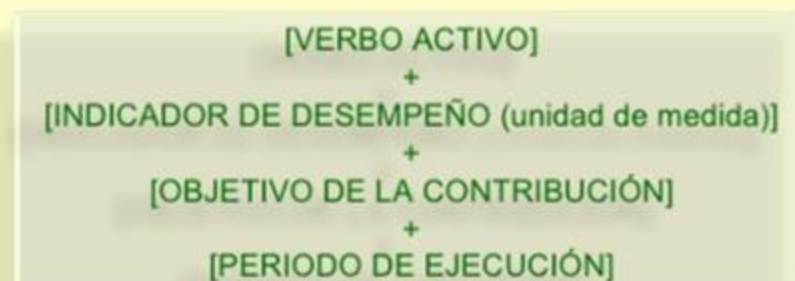 [VERBO ACTIVO]
+
[INDICADOR DE DESEMPEÑO (unidad de medida)]
+
[OBJETIVO DE LA CONTRIBUCIÓN]
+
[PERIODO DE EJECUCIÓN]